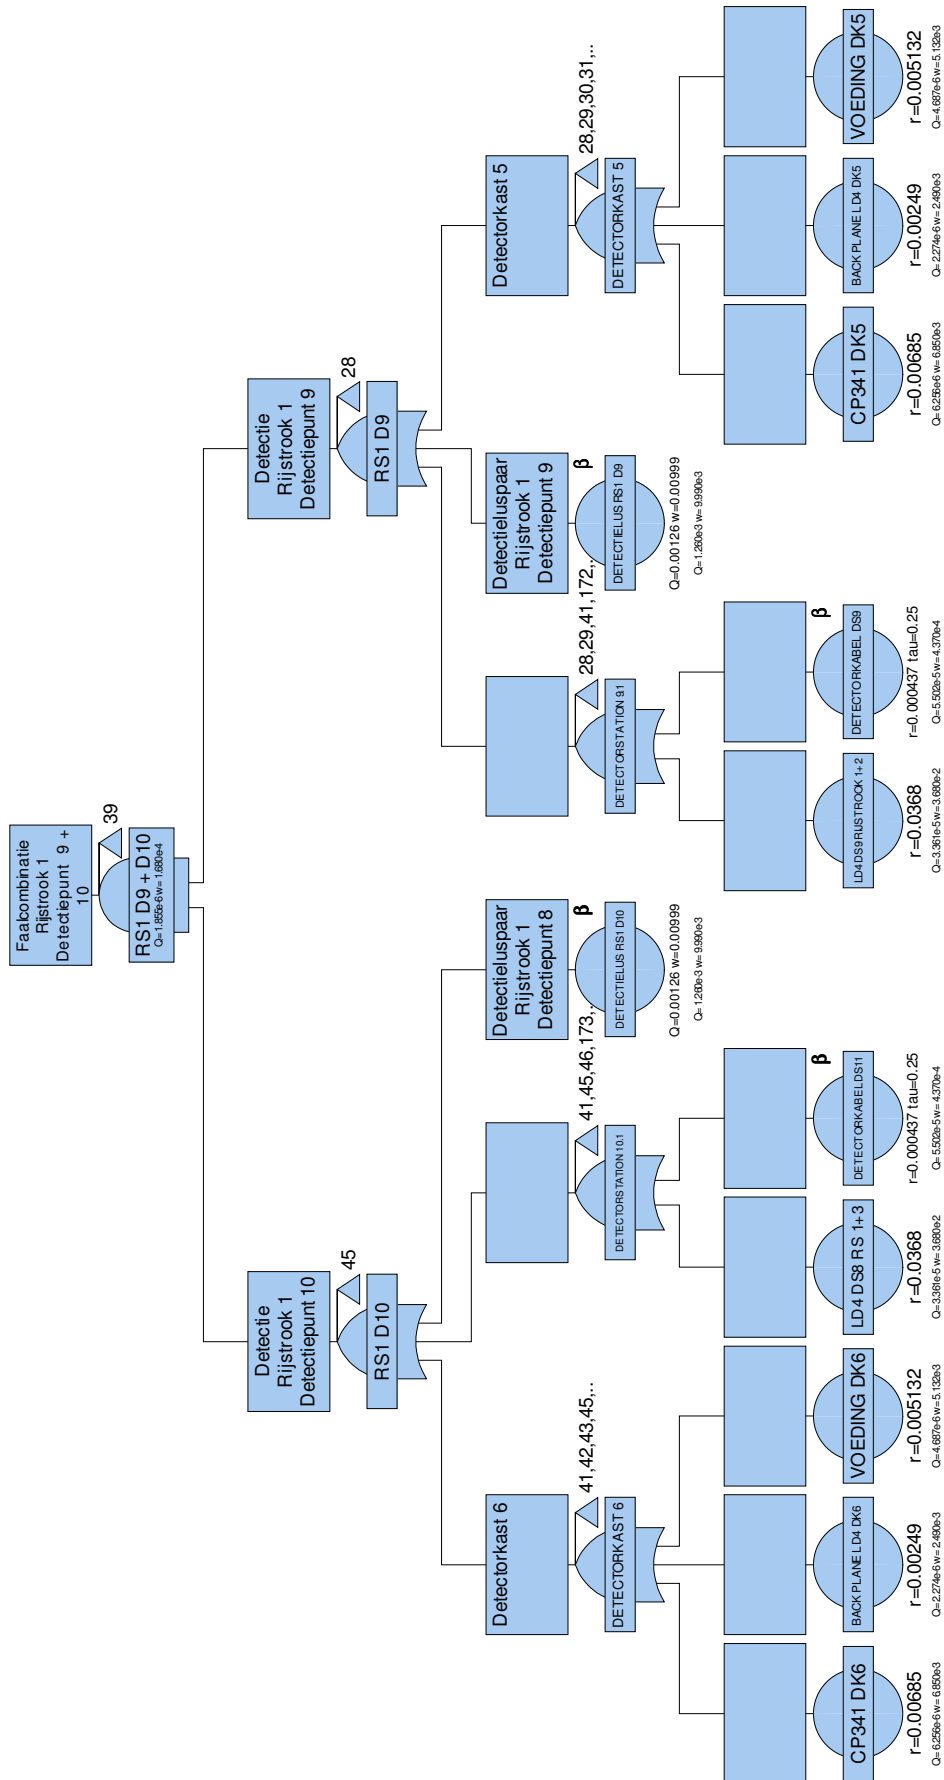 Faalcombinatie
Rijstrook 1
Detectiepunt 9 +
10
39
RS1 D9 + D10
Q=1.855e-6 w= 1.680e-4
Detectie
Rijstrook 1
Detectiepunt 10
45
RS1 D10
Detectie
Rijstrook 1
Detectiepunt 9
28
RS1 D9
Detectorkast 6
41,42,43,45,..
DETECTORKAST 6
41,45,46,173,..
DETECTORSTATION 10.1
Detectieluspaar
Rijstrook 1
Detectiepunt 8
β
DETECTIELUS RS1 D10
Q=0.00126 w=0.00999
Q=1.260e-3 w= 9.990e-3
28,29,41,172,..
DETECTORSTATION 9.1
Detectieluspaar
Rijstrook 1
Detectiepunt 9
β
DETECTIELUS RS1 D9
Q=0.00126 w=0.00999
Q=1.260e-3 w= 9.990e-3
Detectorkast 5
28,29,30,31,..
DETECTORKAST 5
CP341 DK6
r=0.00685
Q=6.256e-6 w= 6.850e-3
BACK PLANE LD4 DK6
r=0.00249
Q=2.274e-6 w= 2.490e-3
VOEDING DK6
r=0.005132
Q=4.687e-6 w= 5.132e-3
LD4 DS8 RS 1+3
r=0.0368
Q=3.361e-5 w= 3.680e-2
β
DETECTORKABEL DS11
r=0.000437 tau=0.25
Q=5.502e-5 w= 4.370e-4
LD4 DS9 RIJSTROOK 1+2
r=0.0368
Q=3.361e-5 w= 3.680e-2
β
DETECTORKABEL DS9
r=0.000437 tau=0.25
Q=5.502e-5 w= 4.370e-4
CP341 DK5
r=0.00685
Q=6.256e-6 w= 6.850e-3
BACK PLANE LD4 DK5
r=0.00249
Q=2.274e-6 w= 2.490e-3
VOEDING DK5
r=0.005132
Q=4.687e-6 w= 5.132e-3